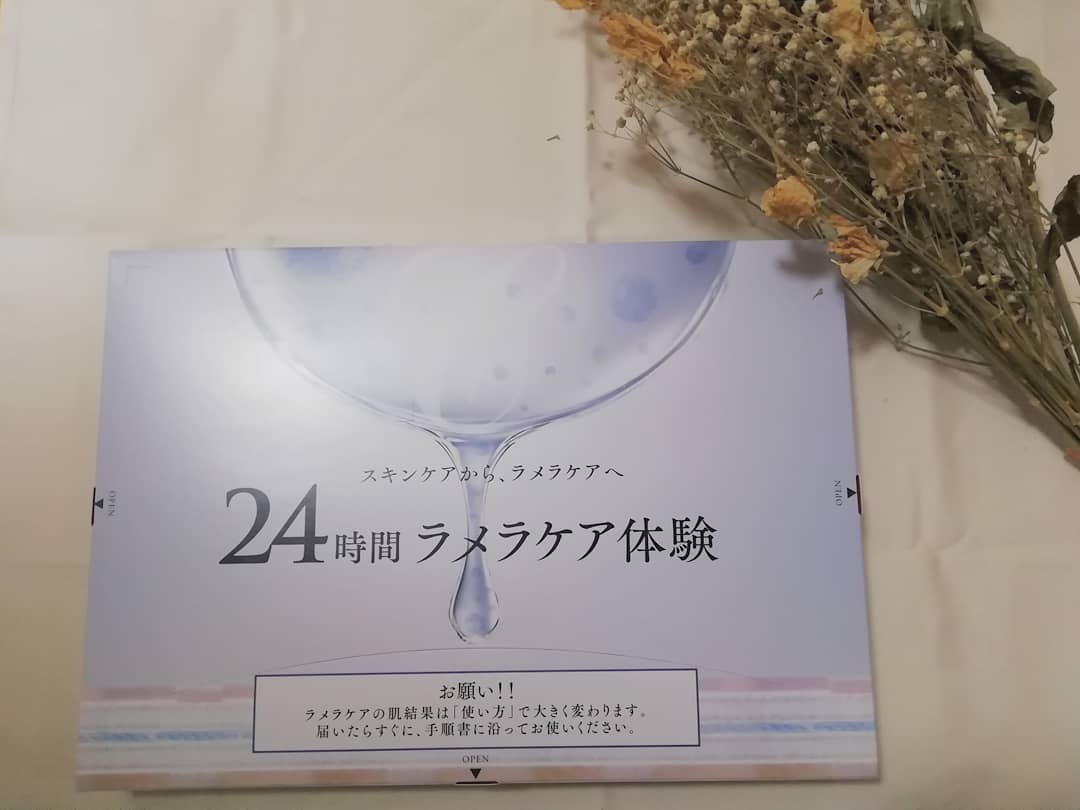 スキンケアから、ラメラケアへ
24時間 ラメラケア体験
OPEN
OPEN
お願い!!
ラメラケアの肌結果は「使い方」で大きく変わります。
届いたらすぐに、手順書に沿ってお使いください。
OPEN